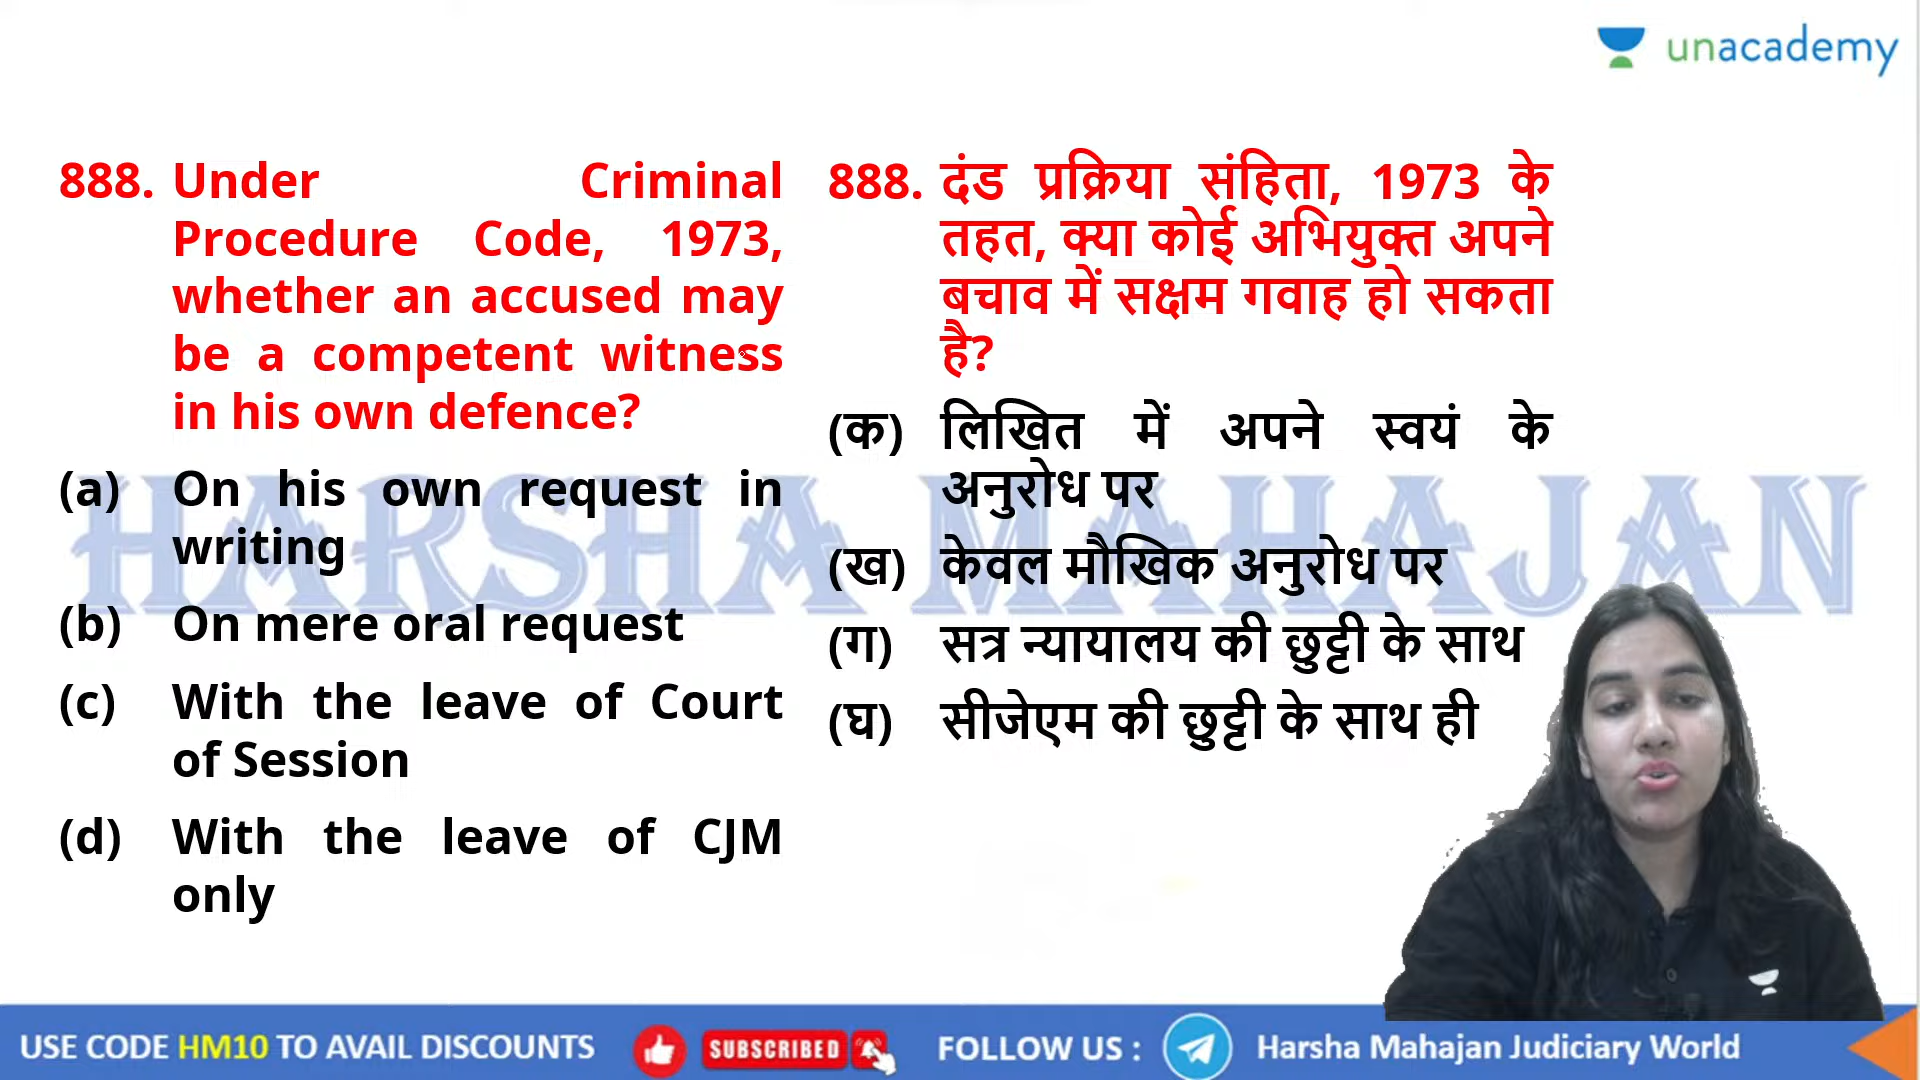 unacademy
888. Under Criminal
Procedure Code, 1973,
whether an accused may
be a competent witness
in his own defence?
(a) On his own request in
writing
(b) On mere oral request
(c) With the leave of Court
of Session
(d) With the leave of CJM
only
888. दंड प्रक्रिया संहिता, 1973 के
तहत, क्या कोई अभियुक्त अपने
बचाव में सक्षम गवाह हो सकता
है?
(क) लिखित में अपने स्वयं के
अनुरोध पर
(ख) केवल मौखिक अनुरोध पर
(ग) सत्र न्यायालय की छुट्टी के साथ
(घ) सीजेएम की छुट्टी के साथ ही
HARSHA MAHAJAN
USE CODE HM10 TO AVAIL DISCOUNTS
SUBSCRIBED
FOLLOW US :
Harsha Mahajan Judiciary World